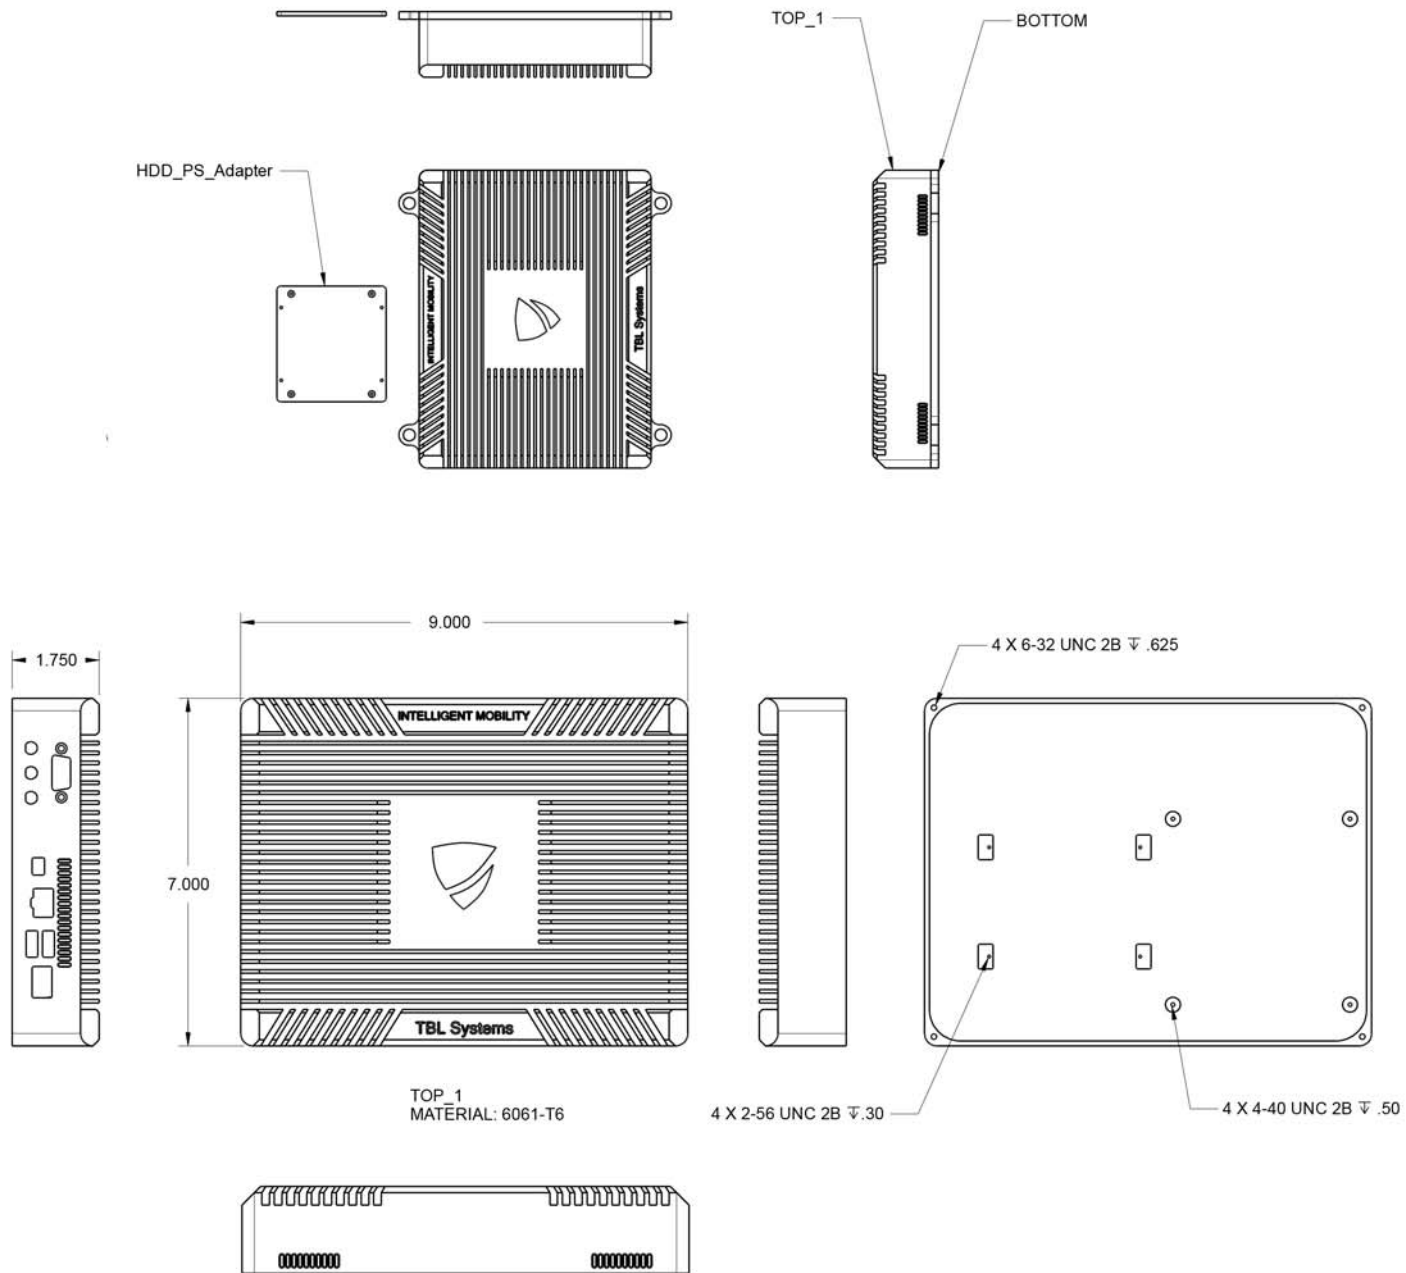 TOP_1
BOTTOM
HDD_PS_Adapter
INTELLIGENT MOBILITY
TBL Systems
9.000
1.750
4 X 6-32 UNC 2B ↧ .625
INTELLIGENT MOBILITY
7.000
TBL Systems
TOP_1
MATERIAL: 6061-T6
4 X 2-56 UNC 2B ↧.30
4 X 4-40 UNC 2B ↧ .50